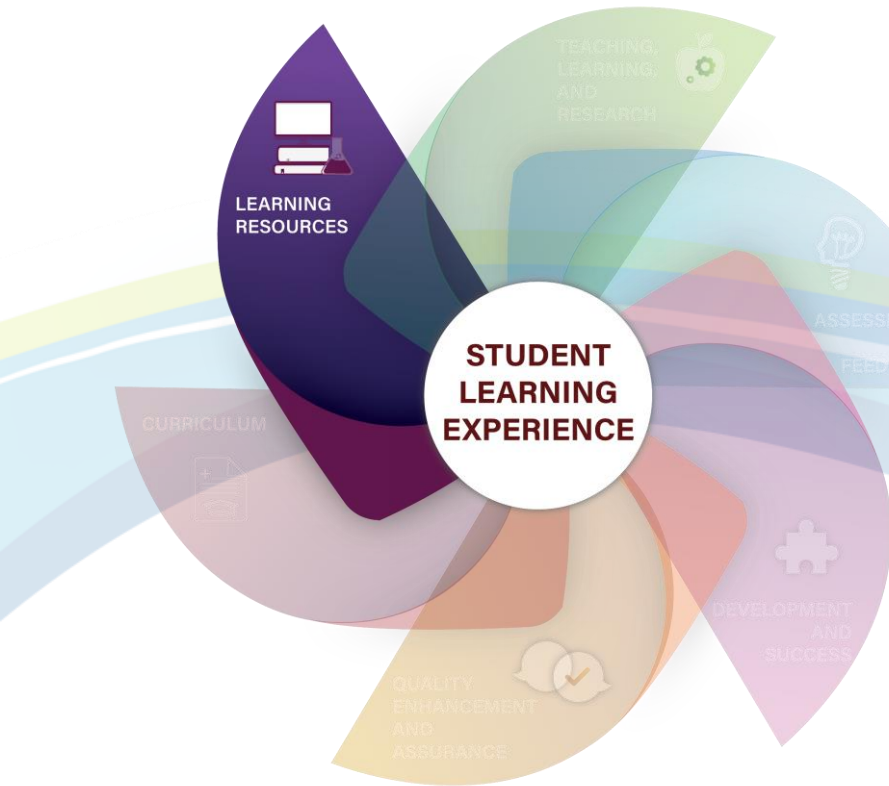 TEACHING,
LEARNING,
AND
RESEARCH
LEARNING
RESOURCES
STUDENT
LEARNING
EXPERIENCE
CURRICULUM
DEVELOPMENT
AND
SUCCESS
QUALITY
ENHANCEMENT
AND
ASSURANCE